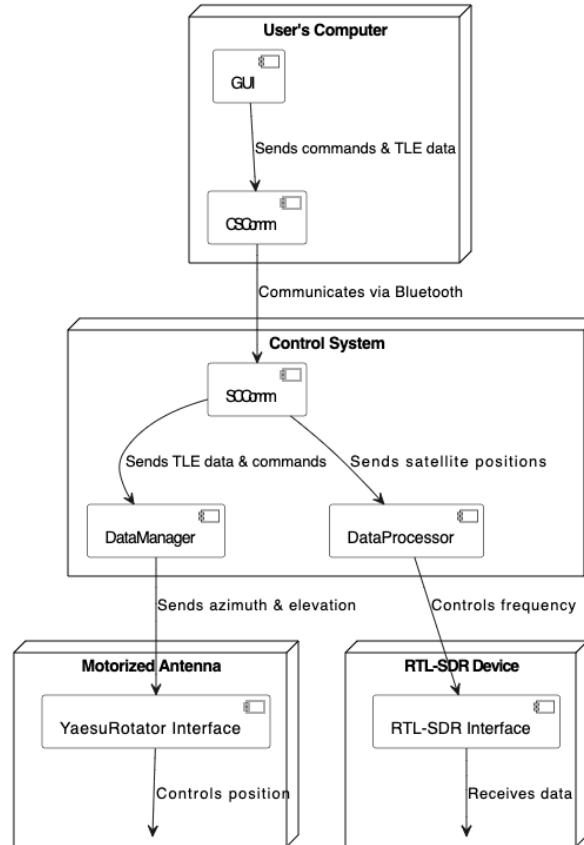 User's Computer
GUI
Sends commands & TLE data
CSComm
Communicates via Bluetooth
Control System
SCComm
Sends TLE data & commands
Sends satellite positions
DataManager
DataProcessor
Sends azimuth & elevation
Controls frequency
Motorized Antenna
RTL-SDR Device
YaesuRotator Interface
RTL-SDR Interface
Controls position
Receives data